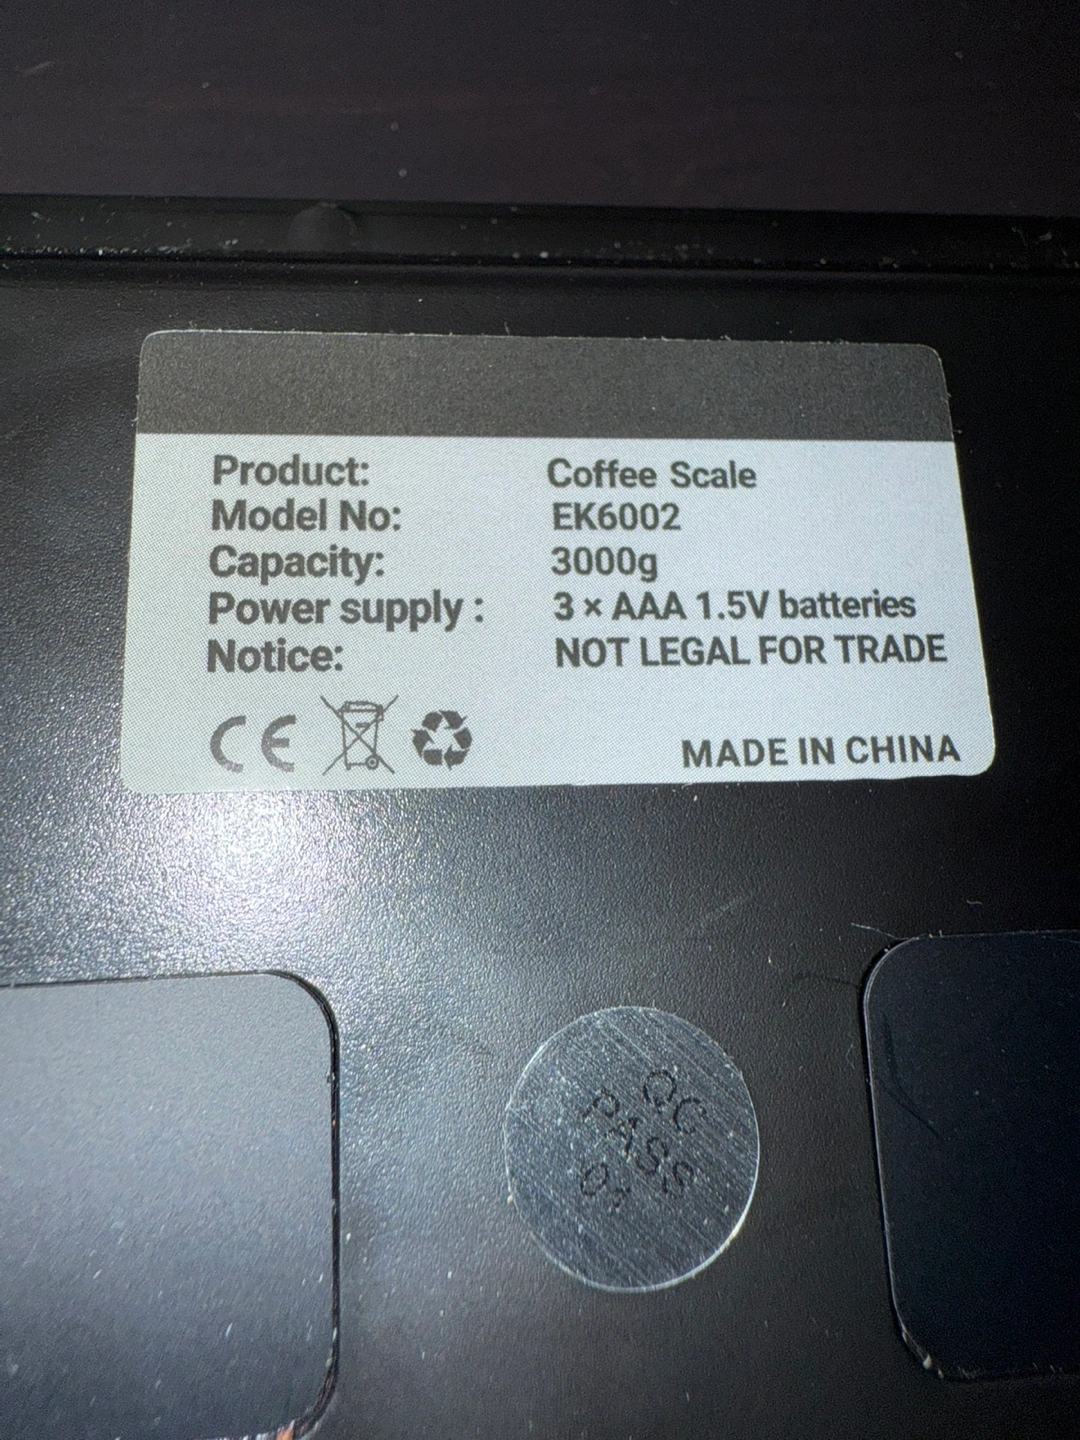 Product: Coffee Scale
Model No: EK6002
Capacity: 3000g
Power supply : 3 × AAA 1.5V batteries
Notice: NOT LEGAL FOR TRADE
CE
MADE IN CHINA
QC
PASS